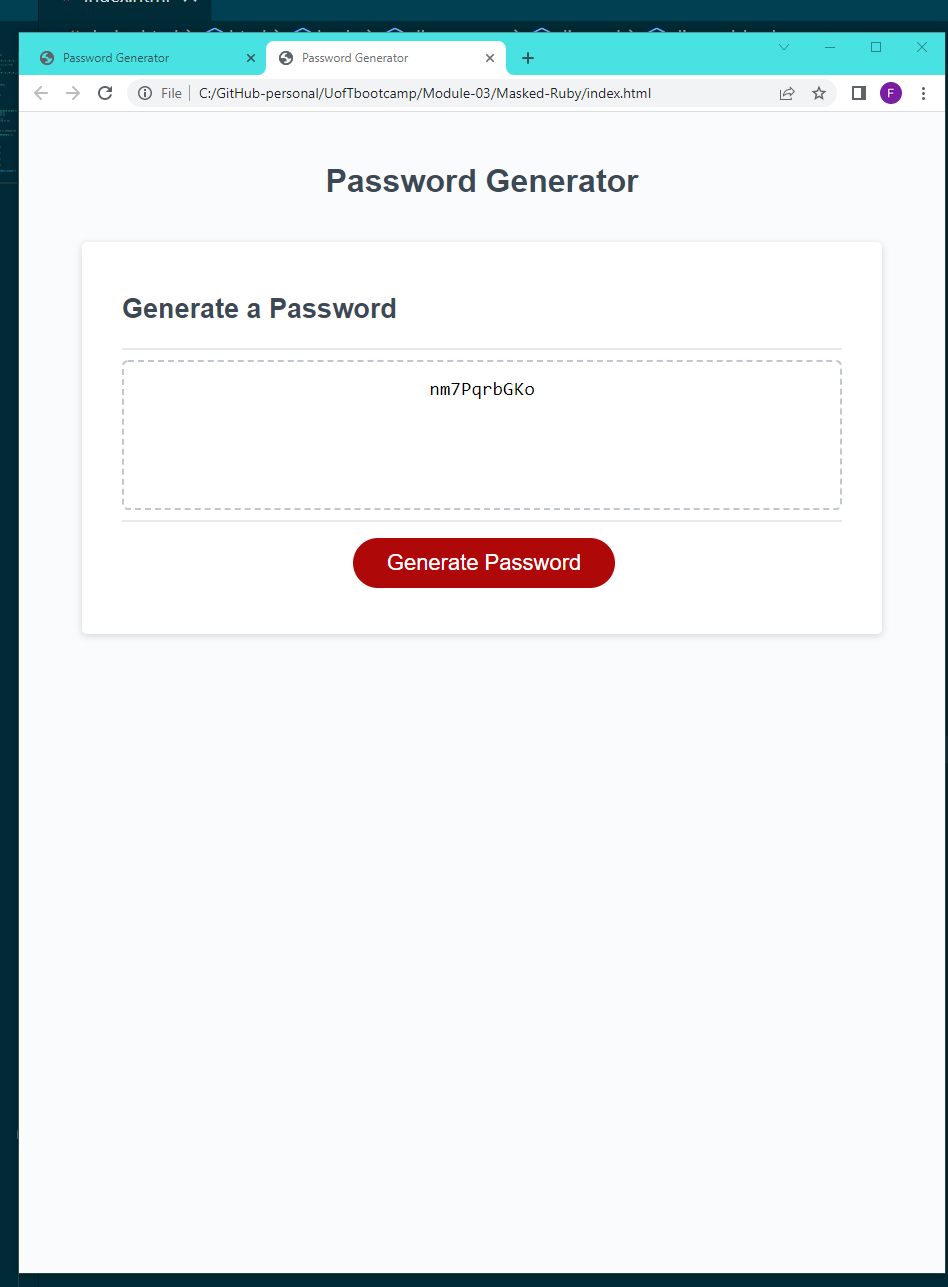 Password Generator
Password Generator
File
C:/GitHub-personal/UofTbootcamp/Module-03/Masked-Ruby/index.html
F
Password Generator
Generate a Password
nm7PqrbGKo
Generate Password